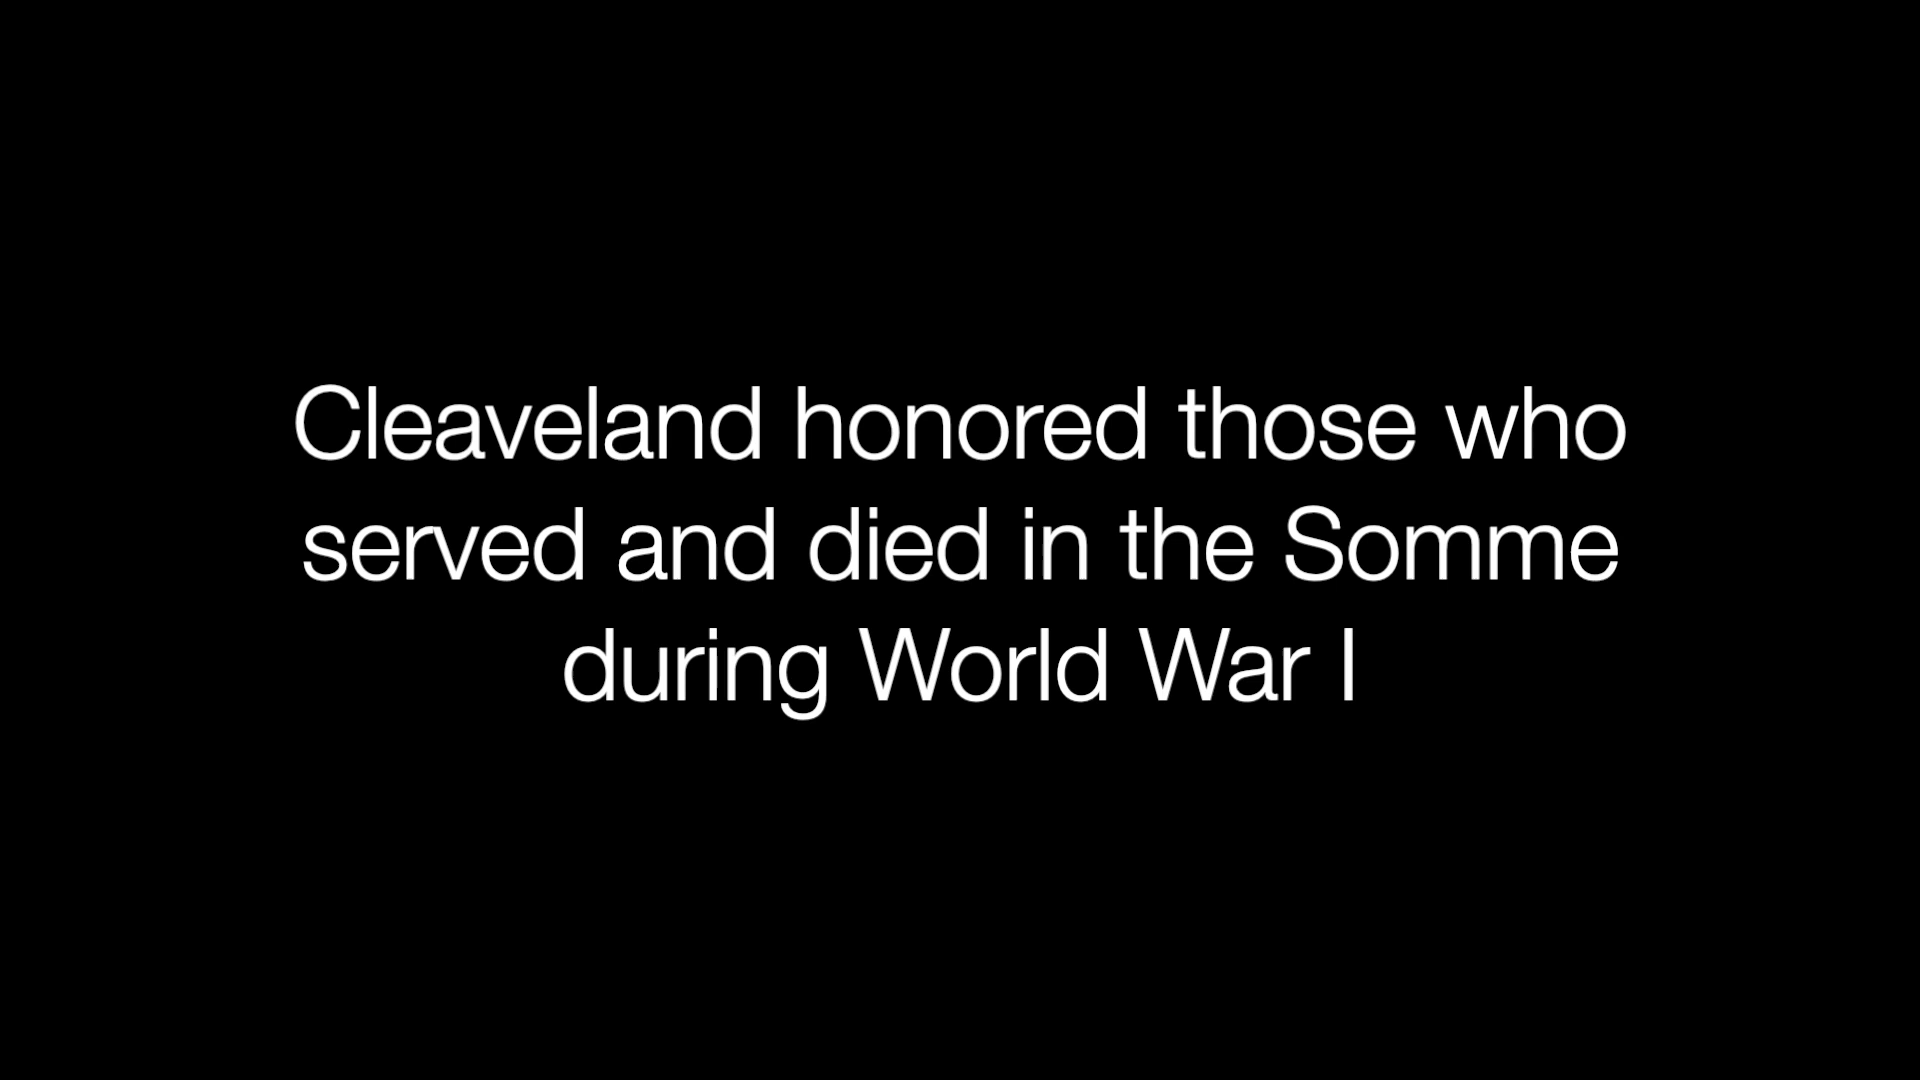 Cleaveland honored those who
served and died in the Somme
during World War I